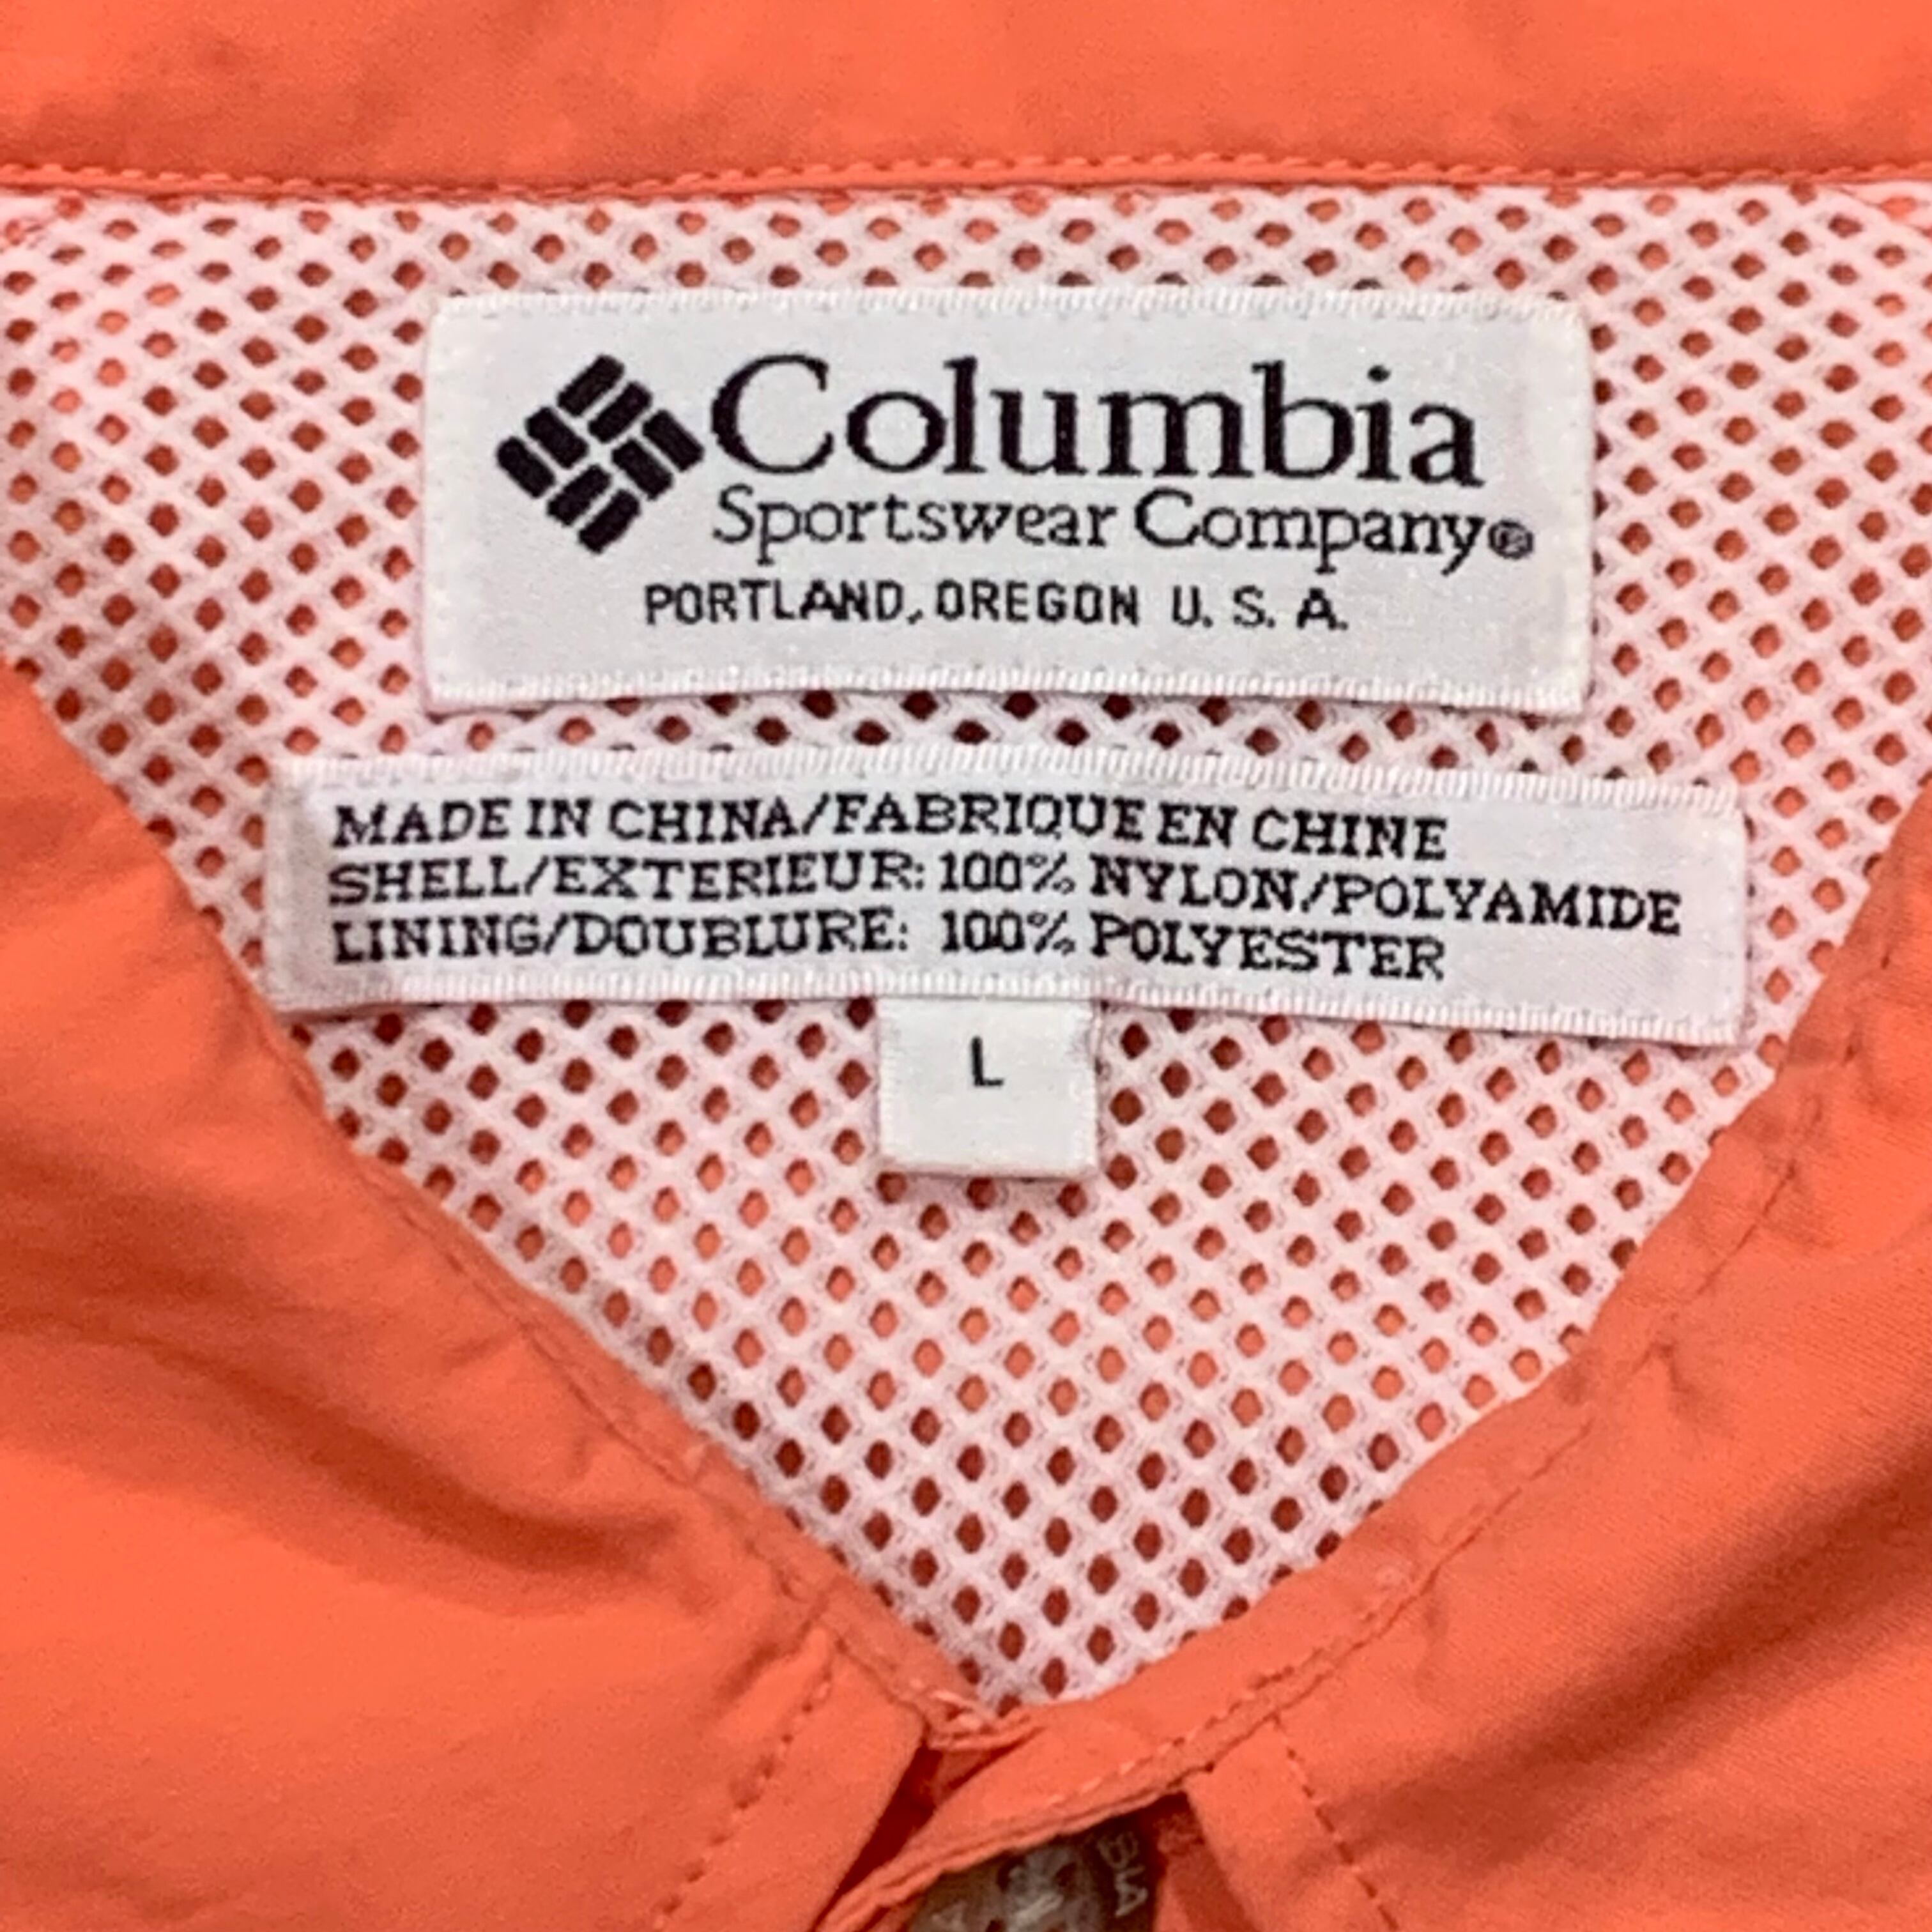 Columbia
Sportswear Company®
PORTLAND, OREGON U. S. A.
MADE IN CHINA/FABRIQUE EN CHINE
SHELL/EXTERIEUR: 100% NYLON/POLYAMIDE
LINING/DOUBLURE: 100% POLYESTER
L